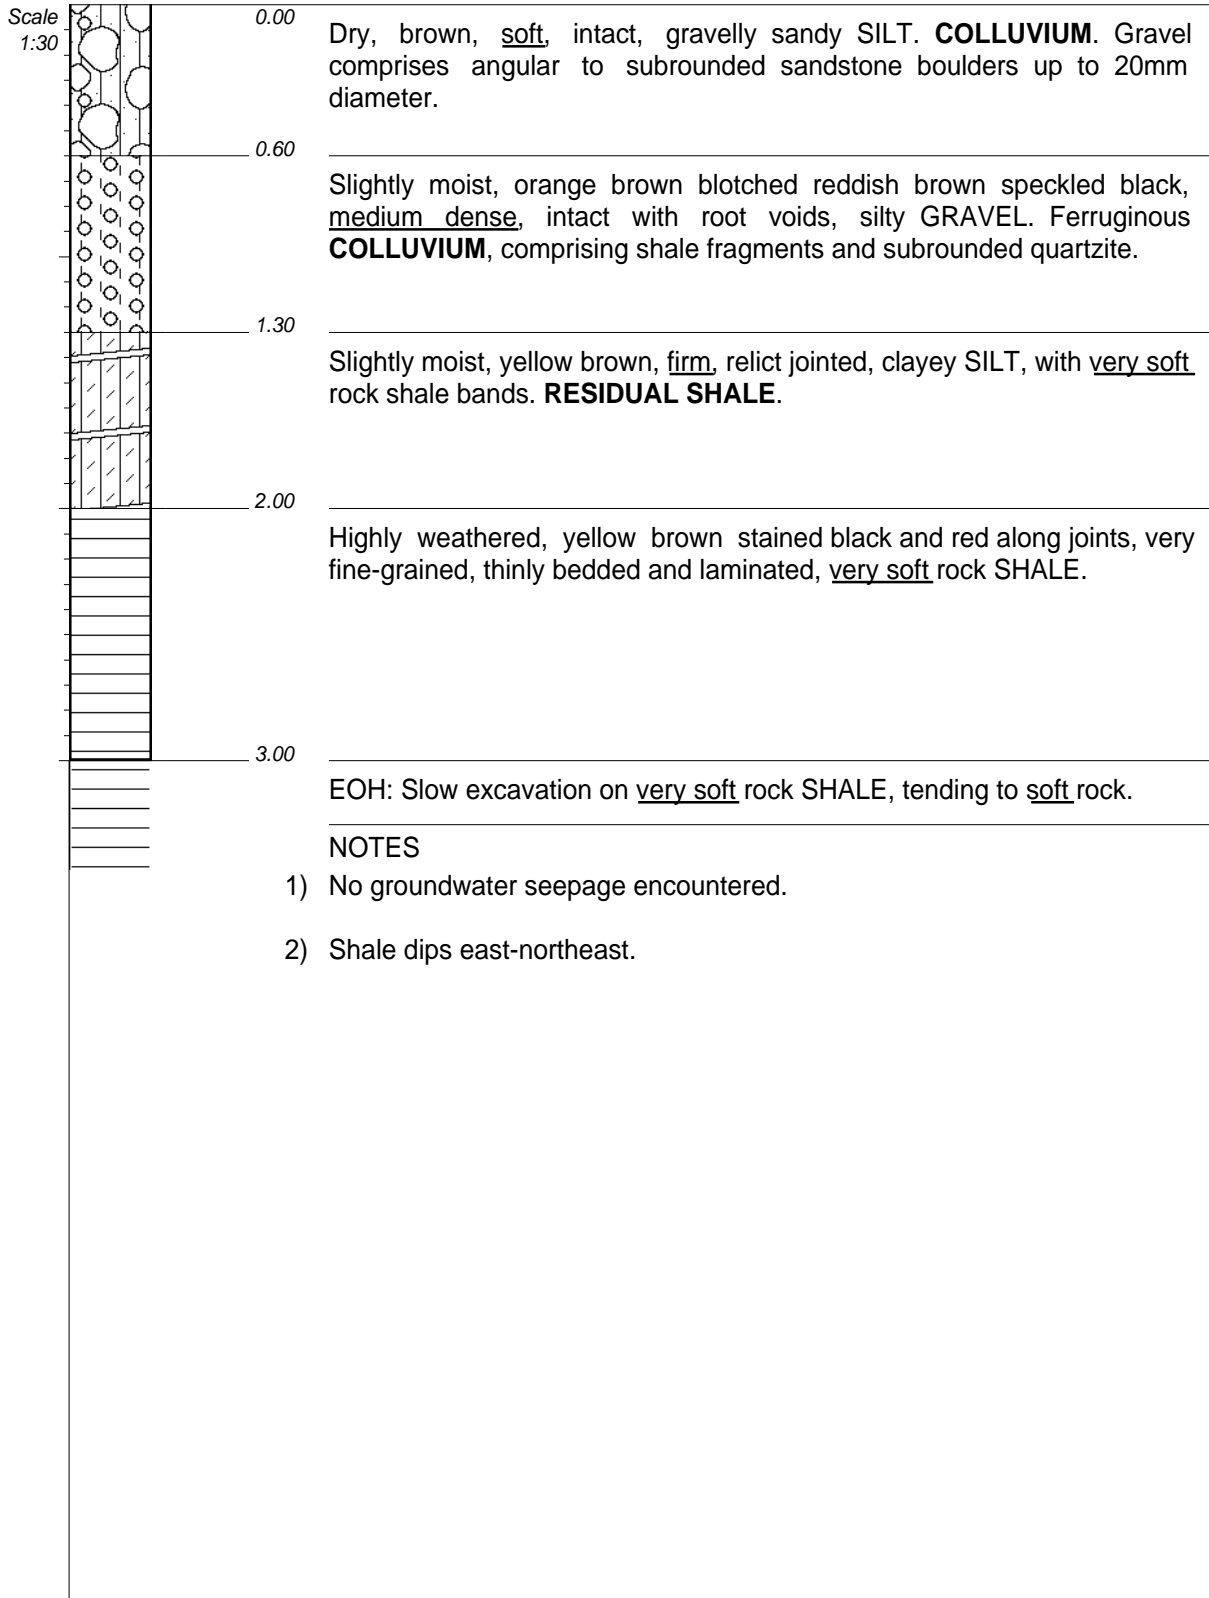 Scale
1:30
0.00
Dry, brown, soft, intact, gravelly sandy SILT. COLLUVIUM. Gravel
comprises angular to subrounded sandstone boulders up to 20mm
diameter.
0.60
Slightly moist, orange brown blotched reddish brown speckled black,
medium dense, intact with root voids, silty GRAVEL. Ferruginous
COLLUVIUM, comprising shale fragments and subrounded quartzite.
1.30
Slightly moist, yellow brown, firm, relict jointed, clayey SILT, with very soft
rock shale bands. RESIDUAL SHALE.
2.00
Highly weathered, yellow brown stained black and red along joints, very
fine-grained, thinly bedded and laminated, very soft rock SHALE.
3.00
EOH: Slow excavation on very soft rock SHALE, tending to soft rock.
NOTES
1) No groundwater seepage encountered.
2) Shale dips east-northeast.